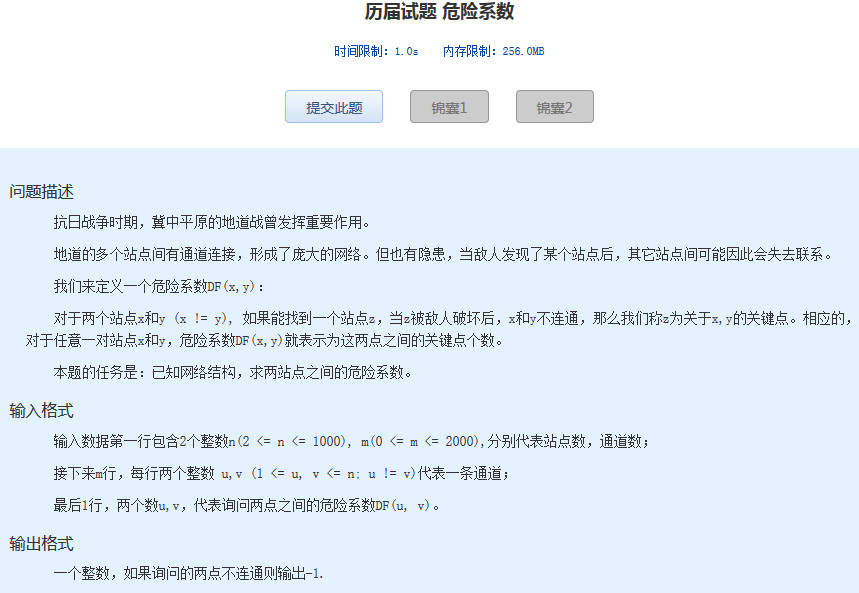 历届试题 危险系数
时间限制：1.0s 内存限制：256.0MB
提交此题 锦囊1 锦囊2
问题描述
抗日战争时期，冀中平原的地道战曾发挥重要作用。
地道的多个站点间有通道连接，形成了庞大的网络。但也有隐患，当敌人发现了某个站点后，其它站点间可能因此会失去联系。
我们来定义一个危险系数DF(x,y)：
对于两个站点x和y (x != y), 如果能找到一个站点z，当z被敌人破坏后，x和y不连通，那么我们称z为关于x,y的关键点。相应的，
对于任意一对站点x和y，危险系数DF(x,y)就表示为这两点之间的关键点个数。
本题的任务是：已知网络结构，求两站点之间的危险系数。
输入格式
输入数据第一行包含2个整数n(2 <= n <= 1000), m(0 <= m <= 2000),分别代表站点数，通道数；
接下来m行，每行两个整数 u,v (1 <= u, v <= n; u != v)代表一条通道；
最后1行，两个数u,v，代表询问两点之间的危险系数DF(u, v)。
输出格式
一个整数，如果询问的两点不连通则输出-1.